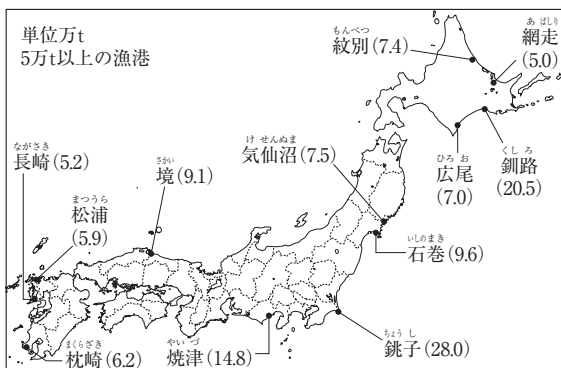 単位万t
5万t以上の漁港
もんべつ
紋別(7.4)
あばしり
網走
(5.0)
ながさき
長崎(5.2)
さかい
境(9.1)
けせんぬま
気仙沼(7.5)
ひろお
広尾
(7.0)
くしろ
釧路
(20.5)
まつうら
松浦
(5.9)
いしのまき
石巻(9.6)
まくらざき
枕崎(6.2)
やいづ
焼津(14.8)
ちょうし
銚子(28.0)